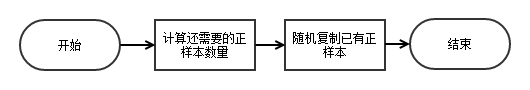 开始
计算还需要的正
样本数量
随机复制已有正
样本
结束